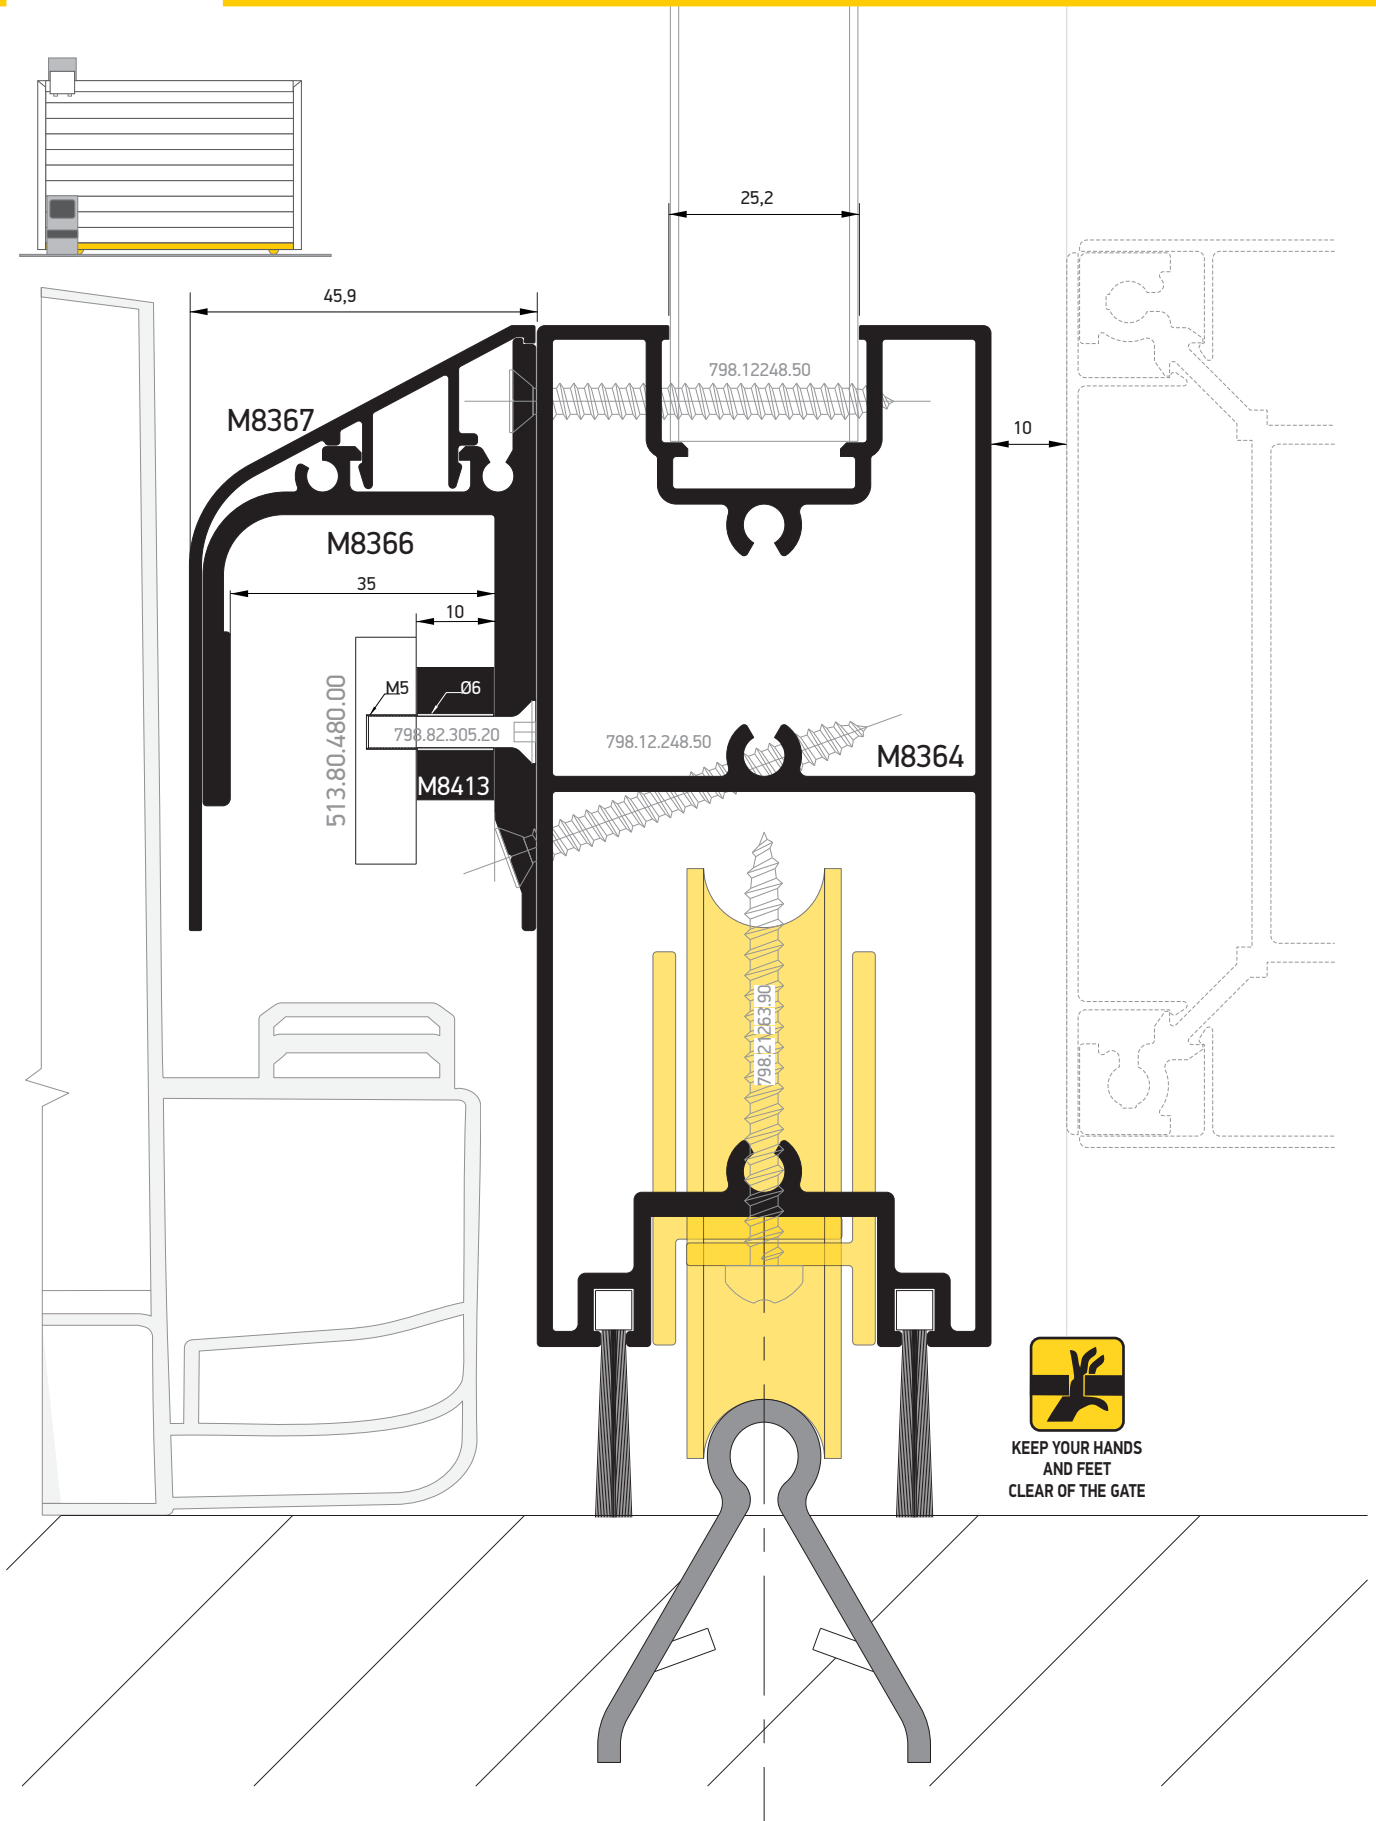 25,2
45,9
798.12248.50
M8367
10
M8366
35
10
M5
Ø6
513.80.480.00
798.82.305.20
798.12.248.50
M8364
M8413
798.21263.90
KEEP YOUR HANDS
AND FEET
CLEAR OF THE GATE